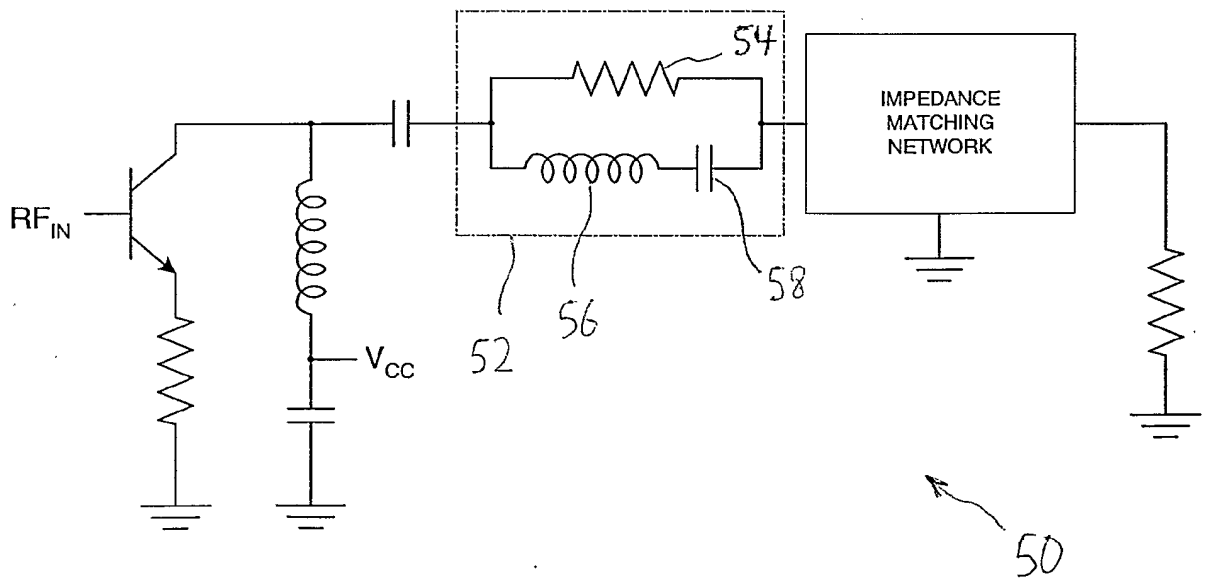 54
IMPEDANCE
MATCHING
NETWORK
RF_IN
58
56
52
V_CC
50